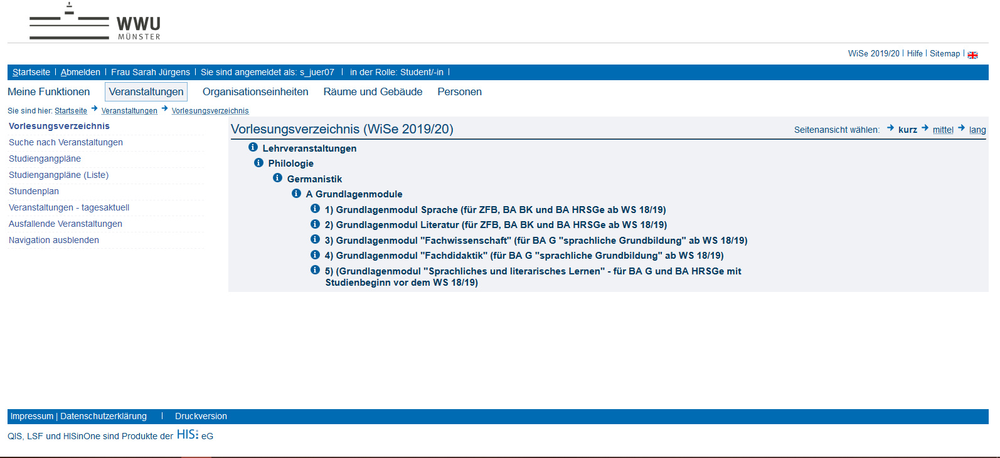 WWU
MÜNSTER
WiSe 2019/20 | Hilfe | Sitemap |
Startseite | Abmelden | Frau Sarah Jürgens | Sie sind angemeldet als: s_juer07 | in der Rolle: Student/-in |
Meine Funktionen Veranstaltungen Organisationseinheiten Räume und Gebäude Personen
Sie sind hier: Startseite Veranstaltungen Vorlesungsverzeichnis
Vorlesungsverzeichnis
Suche nach Veranstaltungen
Studiengangpläne
Studiengangpläne (Liste)
Stundenplan
Veranstaltungen - tagesaktuell
Ausfallende Veranstaltungen
Navigation ausblenden
Vorlesungsverzeichnis (WiSe 2019/20) Seitenansicht wählen: kurz mittel lang
Lehrveranstaltungen
Philologie
Germanistik
A Grundlagenmodule
1) Grundlagenmodul Sprache (für ZFB, BA BK und BA HRSGe ab WS 18/19)
2) Grundlagenmodul Literatur (für ZFB, BA BK und BA HRSGe ab WS 18/19)
3) Grundlagenmodul "Fachwissenschaft" (für BA G "sprachliche Grundbildung" ab WS 18/19)
4) Grundlagenmodul "Fachdidaktik" (für BA G "sprachliche Grundbildung" ab WS 18/19)
5) (Grundlagenmodul "Sprachliches und literarisches Lernen" - für BA G und BA HRSGe mit
Studienbeginn vor dem WS 18/19)
Impressum | Datenschutzerklärung | Druckversion
QIS, LSF und HISinOne sind Produkte der HIS: eG